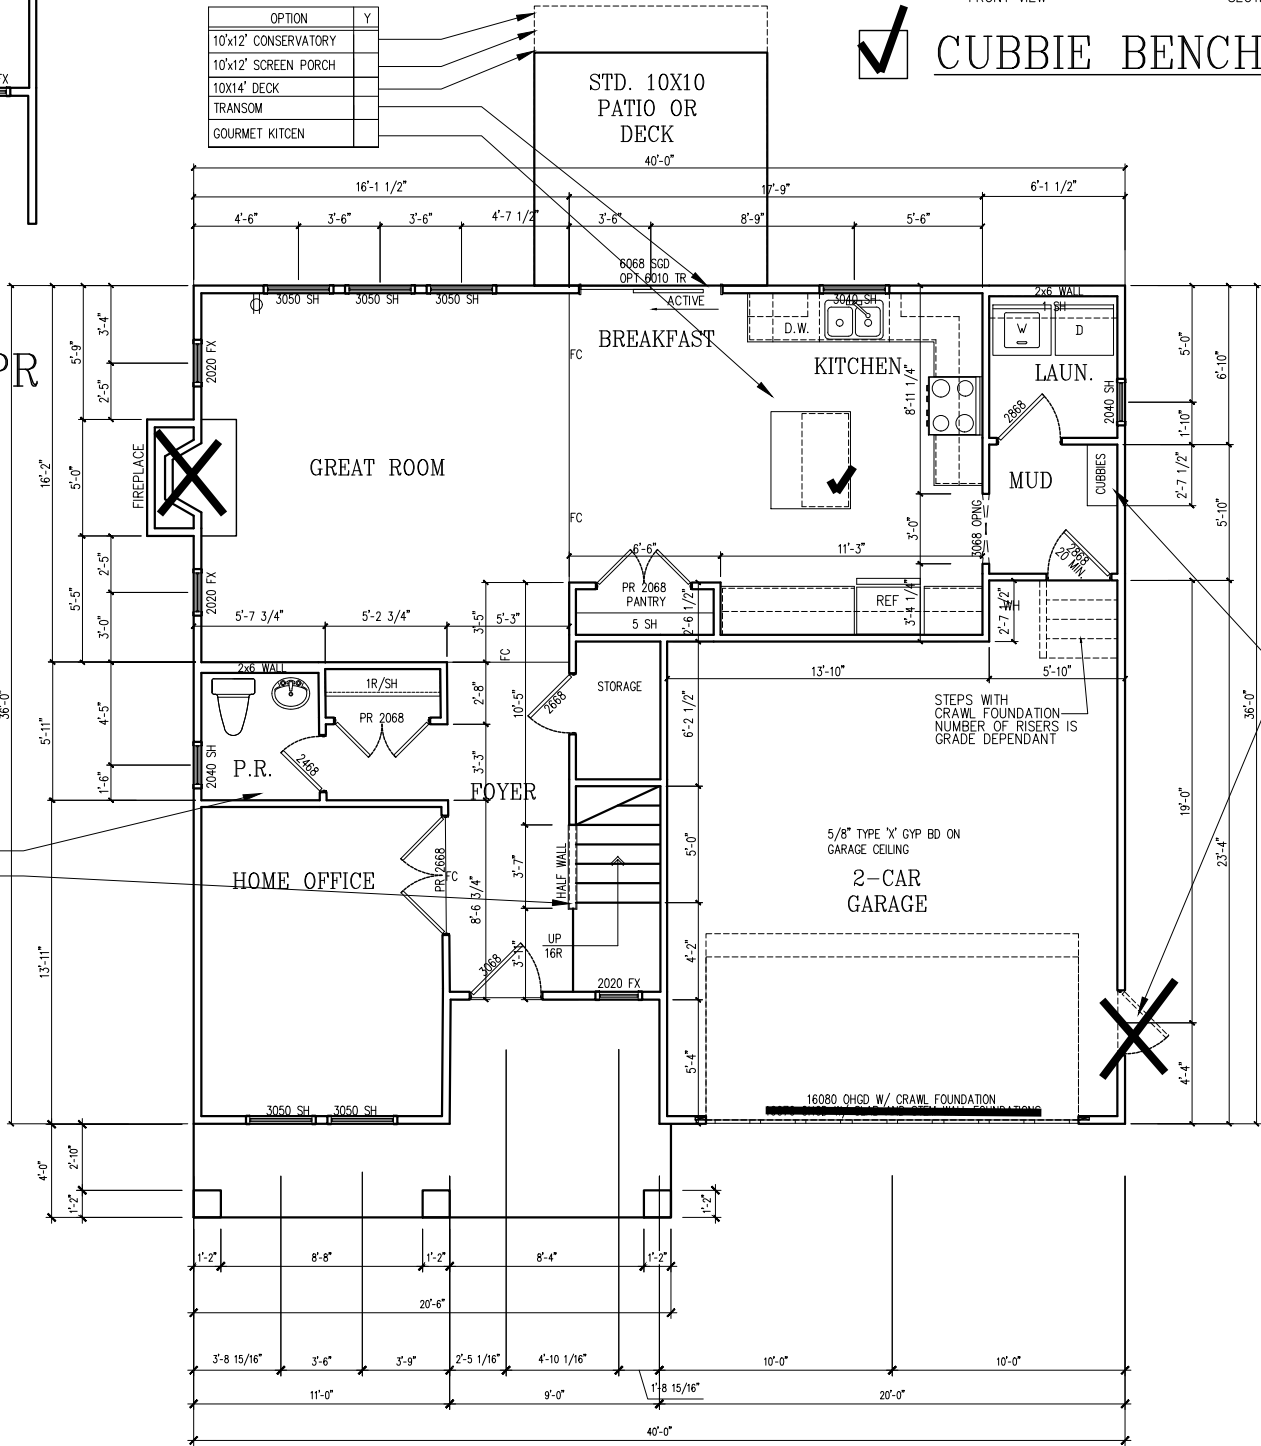 OPTION Y
10'x12' CONSERVATORY
10'x12' SCREEN PORCH
10X14' DECK
TRANSOM
GOURMET KITCEN
CUBBIE BENCH
STD. 10X10
PATIO OR
DECK
40'-0"
16'-1 1/2"
17'-9"
6'-1 1/2"
4'-6"
3'-6"
3'-6"
4'-7 1/2"
3'-6"
8'-9"
5'-6"
6068 SGD
OPT 6010 TR
ACTIVE
3050 SH
3050 SH
3050 SH
3040 SH
2x6 WALL
1 SH
W
D
D.W.
BREAKFAST
KITCHEN
LAUN.
FC
2020 FX
PR
3'-4"
5'-9"
2'-5"
16'-2"
5'-0"
FIREPLACE
GREAT ROOM
8'-11 1/4"
2868
2040 SH
5'-0"
6'-10"
1'-10"
MUD
CUBBIES
2'-7 1/2"
5'-10"
FC
3'-0"
3068 OPNG
2868
20 MIN.
6'-6"
11'-3"
2'-5"
5'-5"
3'-0"
2020 FX
PR 2068
PANTRY
5 SH
2'-6 1/2"
REF
3'-4 1/4"
WH
2'-7 1/2"
5'-7 3/4"
5'-2 3/4"
3'-5"
5'-3"
FC
2x6 WALL
1R/SH
PR 2068
2'-8"
10'-5"
STORAGE
2668
13'-10"
5'-10"
STEPS WITH
CRAWL FOUNDATION
NUMBER OF RISERS IS
GRADE DEPENDANT
36'-0"
36'-0"
5'-11"
4'-5"
1'-6"
2040 SH
P.R.
2468
3'-3"
6'-2 1/2"
FOYER
19'-0"
23'-4"
5/8" TYPE 'X' GYP BD ON
GARAGE CEILING
2-CAR
GARAGE
HOME OFFICE
PR 2668
FC
8'-6 3/4"
3'-7"
HALF WALL
5'-0"
13'-11"
UP
16R
3068
3'-11"
2020 FX
4'-2"
5'-4"
4'-4"
3050 SH
3050 SH
16080 OHGD W/ CRAWL FOUNDATION
4'-0"
2'-10"
1'-2"
1'-2"
1'-2"
8'-8"
1'-2"
8'-4"
1'-2"
20'-6"
3'-8 15/16"
3'-6"
3'-9"
2'-5 1/16"
4'-10 1/16"
1'-8 15/16"
10'-0"
10'-0"
11'-0"
9'-0"
20'-0"
40'-0"